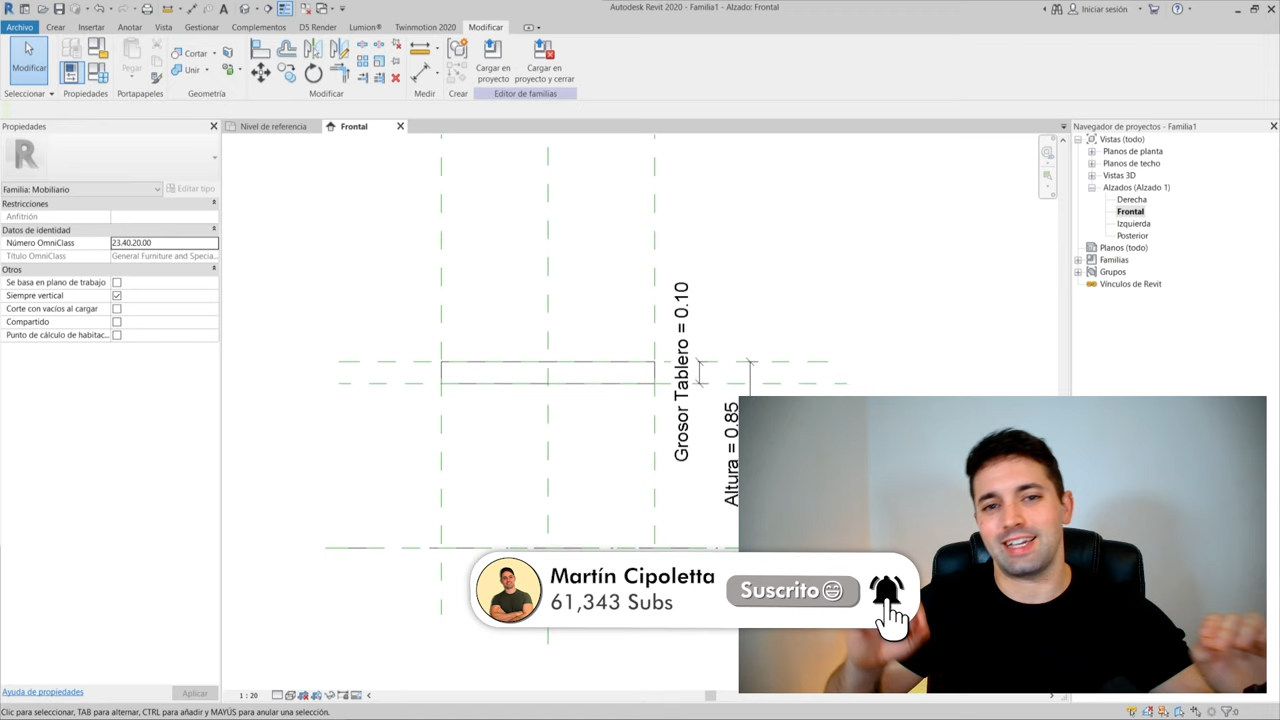 Autodesk Revit 2020 - Familia1 - Alzado: Frontal
Iniciar sesión
Archivo Crear Insertar Anotar Vista Gestionar Complementos D5 Render Lumion® Twinmotion 2020 Modificar
Modificar
Pegar
Cortar
Unir
Cargar en
proyecto
Cargar en
proyecto y cerrar
Seleccionar Propiedades Portapapeles Geometría Modificar Medir Crear Editor de familias
Propiedades
Nivel de referencia
Frontal
Navegador de proyectos - Familia1
Familia: Mobiliario
Editar tipo
Restricciones
Anfitrión
Datos de identidad
Número OmniClass 23.40.20.00
Título OmniClass General Furniture and Specia...
Otros
Se basa en plano de trabajo
Siempre vertical
Corte con vacíos al cargar
Compartido
Punto de cálculo de habitac...
Grosor Tablero = 0.10
Altura = 0.85
Vistas (todo)
Planos de planta
Planos de techo
Vistas 3D
Alzados (Alzado 1)
Derecha
Frontal
Izquierda
Posterior
Planos (todo)
Familias
Grupos
Vínculos de Revit
Martín Cipoletta
61,343 Subs
Suscrito
Ayuda de propiedades
Aplicar
1 : 20
Clic para seleccionar, TAB para alternar, CTRL para añadir y MAYÚS para anular una selección.
:0